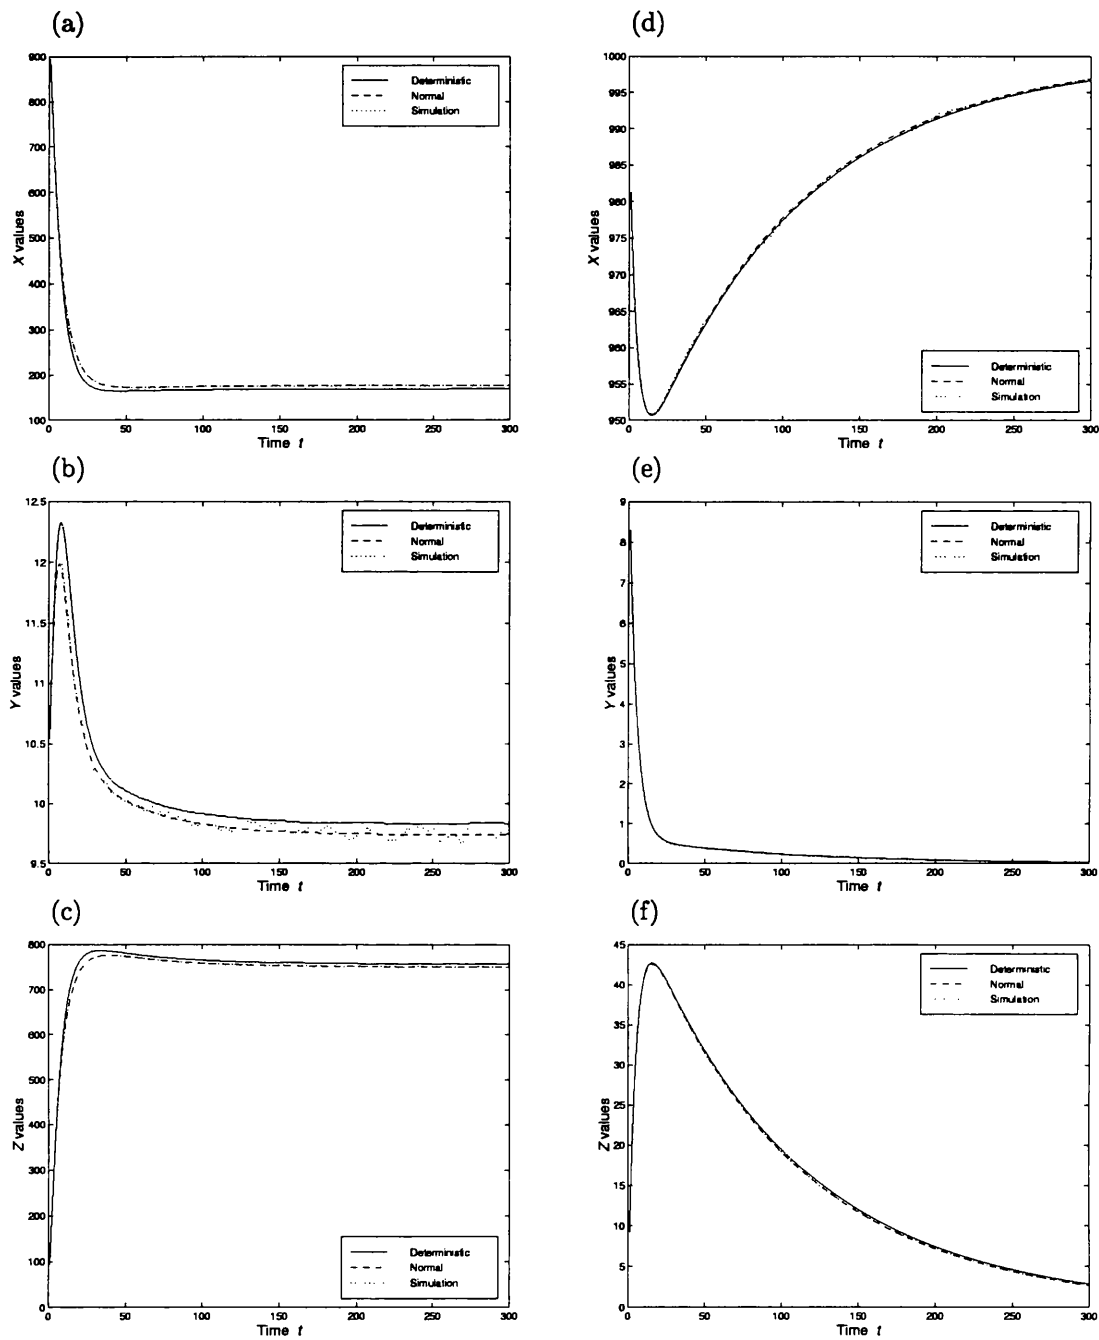 (a)
900
800
700
600
500
400
300
200
100
0
50
100
150
200
250
300
X values
Time t
Deterministic
Normal
Simulation
(d)
1000
995
990
985
980
975
970
965
960
955
950
0
50
100
150
200
250
300
X values
Time t
Deterministic
Normal
Simulation
(b)
12.5
12
11.5
11
10.5
10
9.5
0
50
100
150
200
250
300
Y values
Time t
Deterministic
Normal
Simulation
(e)
9
8
7
6
5
4
3
2
1
0
0
50
100
150
200
250
300
Y values
Time t
Deterministic
Normal
Simulation
(c)
800
700
600
500
400
300
200
100
0
0
50
100
150
200
250
300
Z values
Time t
Deterministic
Normal
Simulation
(f)
45
40
35
30
25
20
15
10
5
0
0
50
100
150
200
250
300
Z values
Time t
Deterministic
Normal
Simulation